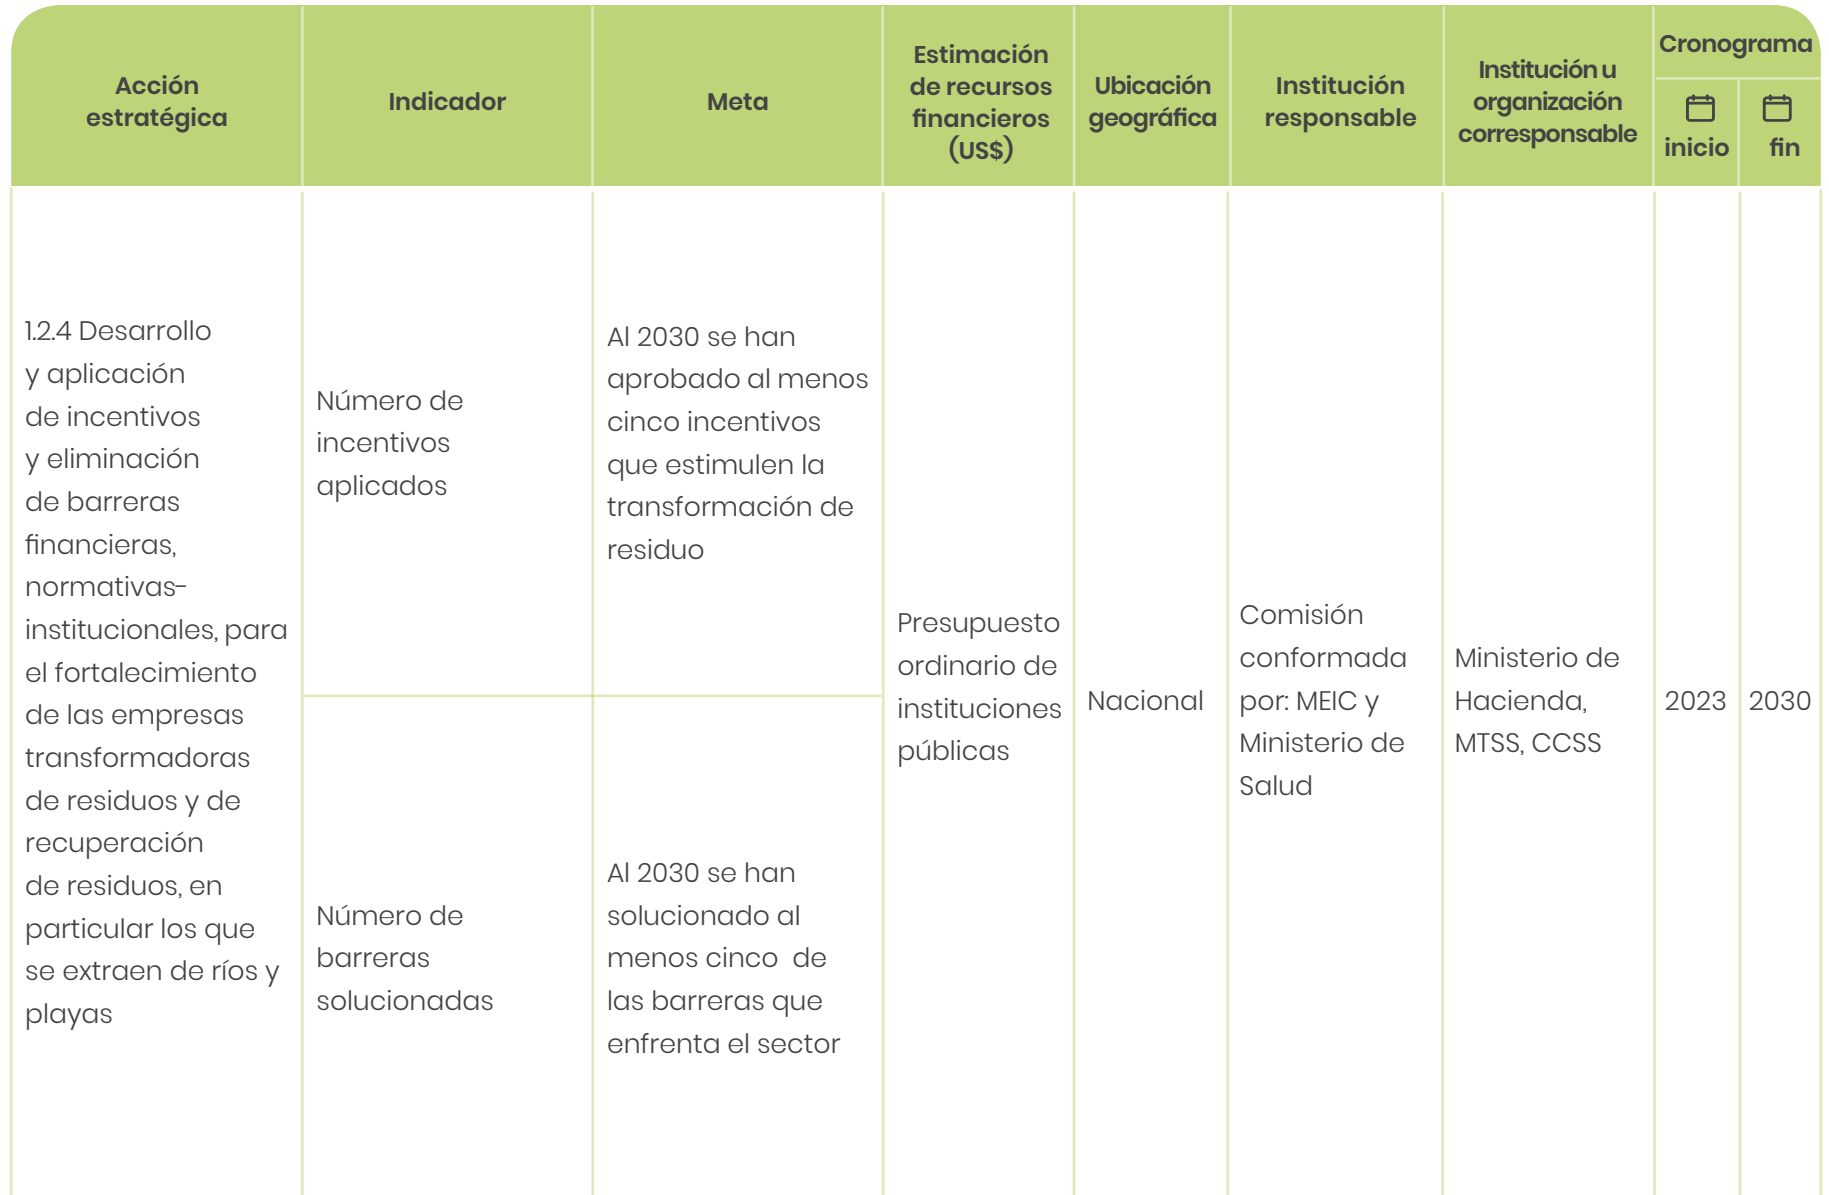 Acción
estratégica
Indicador
Meta
Estimación
de recursos
financieros
(US$)
Ubicación
geográfica
Institución
responsable
Institución u
organización
corresponsable
Cronograma
inicio
fin
1.2.4 Desarrollo
y aplicación
de incentivos
y eliminación
de barreras
financieras,
normativas-
institucionales, para
el fortalecimiento
de las empresas
transformadoras
de residuos y de
recuperación
de residuos, en
particular los que
se extraen de ríos y
playas
Número de
incentivos
aplicados
Al 2030 se han
aprobado al menos
cinco incentivos
que estimulen la
transformación de
residuo
Número de
barreras
solucionadas
Al 2030 se han
solucionado al
menos cinco  de
las barreras que
enfrenta el sector
Presupuesto
ordinario de
instituciones
públicas
Nacional
Comisión
conformada
por: MEIC y
Ministerio de
Salud
Ministerio de
Hacienda,
MTSS, CCSS
2023
2030